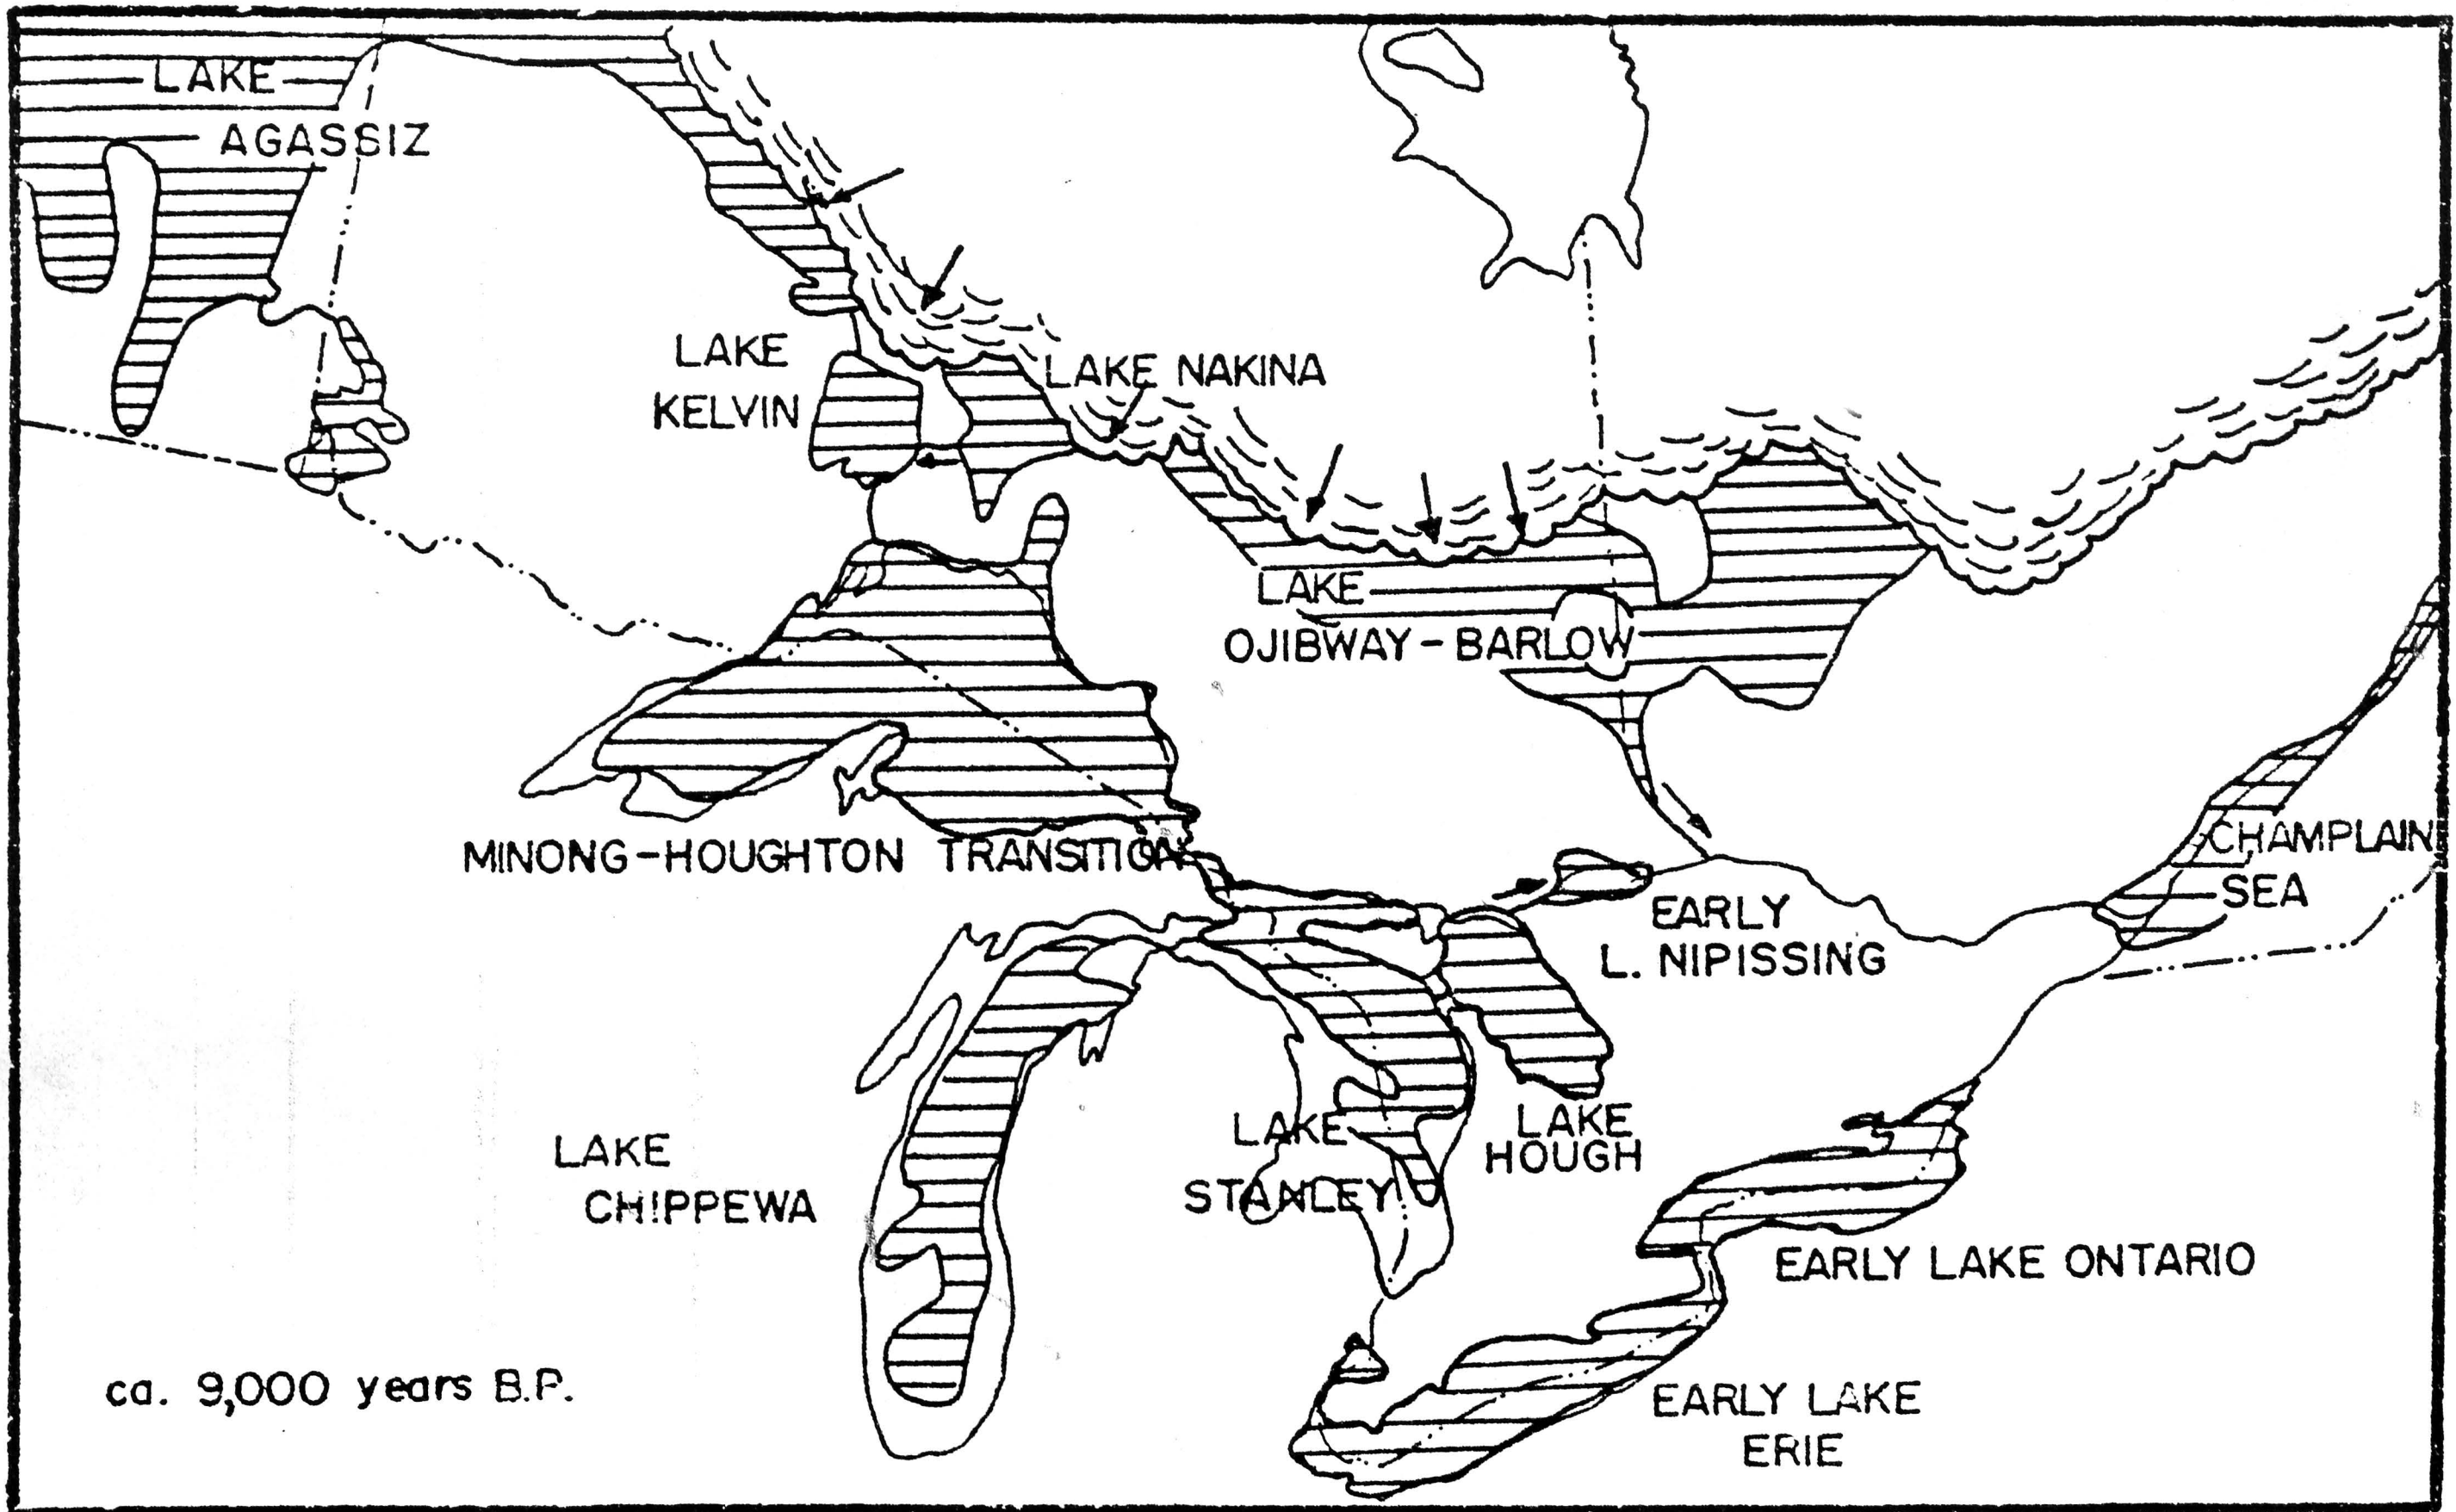 LAKE
AGASSIZ
LAKE
KELVIN
LAKE NAKINA
LAKE
OJIBWAY-BARLOW
MINONG-HOUGHTON TRANSITION
CHAMPLAIN
SEA
EARLY
L. NIPISSING
LAKE
CHIPPEWA
LAKE
STANLEY
LAKE
HOUGH
EARLY LAKE ONTARIO
EARLY LAKE
ERIE
ca. 9,000 years B.P.